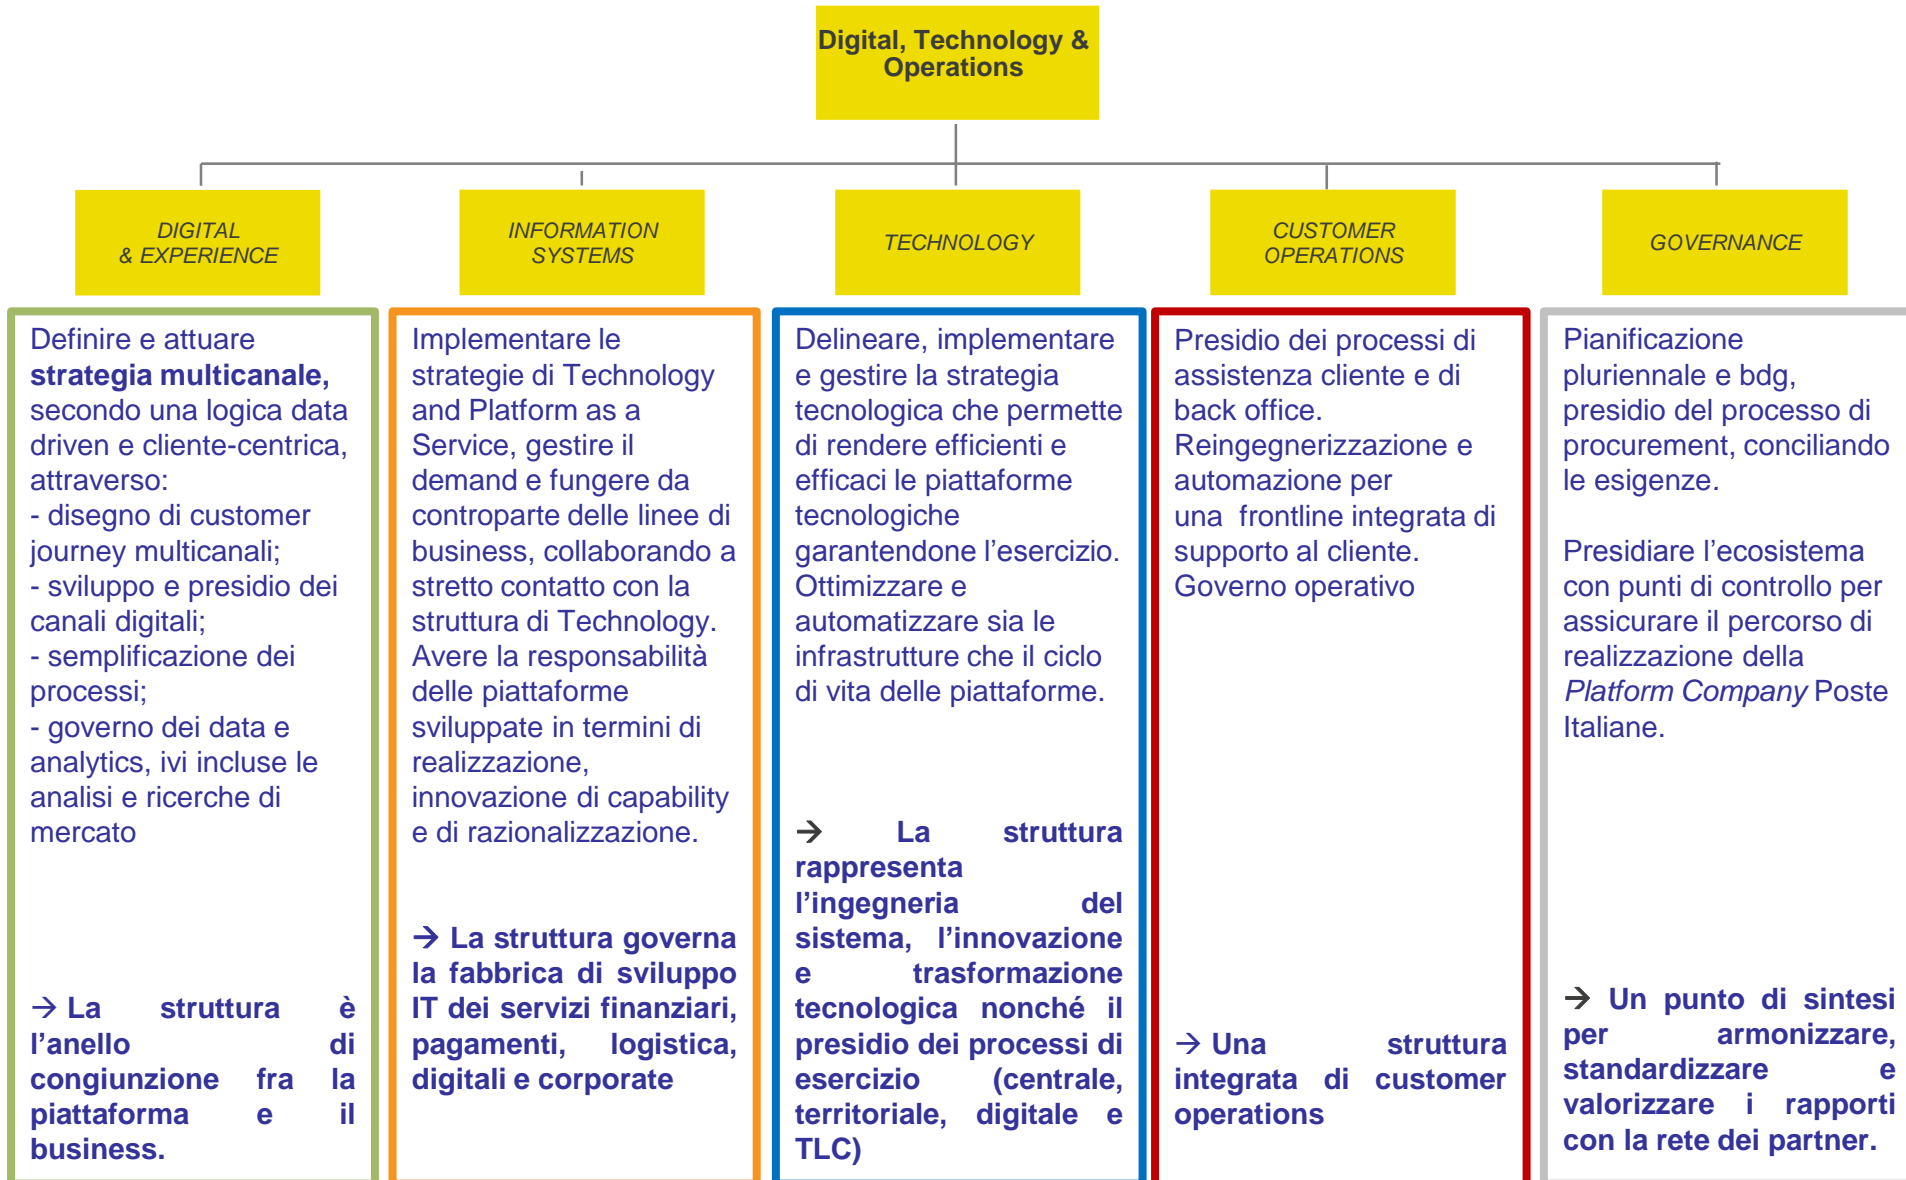 Digital, Technology &
Operations
DIGITAL
& EXPERIENCE
INFORMATION
SYSTEMS
TECHNOLOGY
CUSTOMER
OPERATIONS
GOVERNANCE
Definire e attuare
strategia multicanale,
secondo una logica data
driven e cliente-centrica,
attraverso:
- disegno di customer
journey multicanali;
- sviluppo e presidio dei
canali digitali;
- semplificazione dei
processi;
- governo dei data e
analytics, ivi incluse le
analisi e ricerche di
mercato
→ La struttura è
l’anello di
congiunzione fra la
piattaforma e il
business.
Implementare le
strategie di Technology
and Platform as a
Service, gestire il
demand e fungere da
controparte delle linee di
business, collaborando a
stretto contatto con la
struttura di Technology.
Avere la responsabilità
delle piattaforme
sviluppate in termini di
realizzazione,
innovazione di capability
e di razionalizzazione.
→ La struttura governa
la fabbrica di sviluppo
IT dei servizi finanziari,
pagamenti, logistica,
digitali e corporate
Delineare, implementare
e gestire la strategia
tecnologica che permette
di rendere efficienti e
efficaci le piattaforme
tecnologiche
garantendone l’esercizio.
Ottimizzare e
automatizzare sia le
infrastrutture che il ciclo
di vita delle piattaforme.
→ La struttura
rappresenta
l’ingegneria del
sistema, l’innovazione
e trasformazione
tecnologica nonché il
presidio dei processi di
esercizio (centrale,
territoriale, digitale e
TLC)
Presidio dei processi di
assistenza cliente e di
back office.
Reingegnerizzazione e
automazione per
una frontline integrata di
supporto al cliente.
Governo operativo
→ Una struttura
integrata di customer
operations
Pianificazione
pluriennale e bdg,
presidio del processo di
procurement, conciliando
le esigenze.
Presidiare l’ecosistema
con punti di controllo per
assicurare il percorso di
realizzazione della
Platform Company Poste
Italiane.
→ Un punto di sintesi
per armonizzare,
standardizzare e
valorizzare i rapporti
con la rete dei partner.